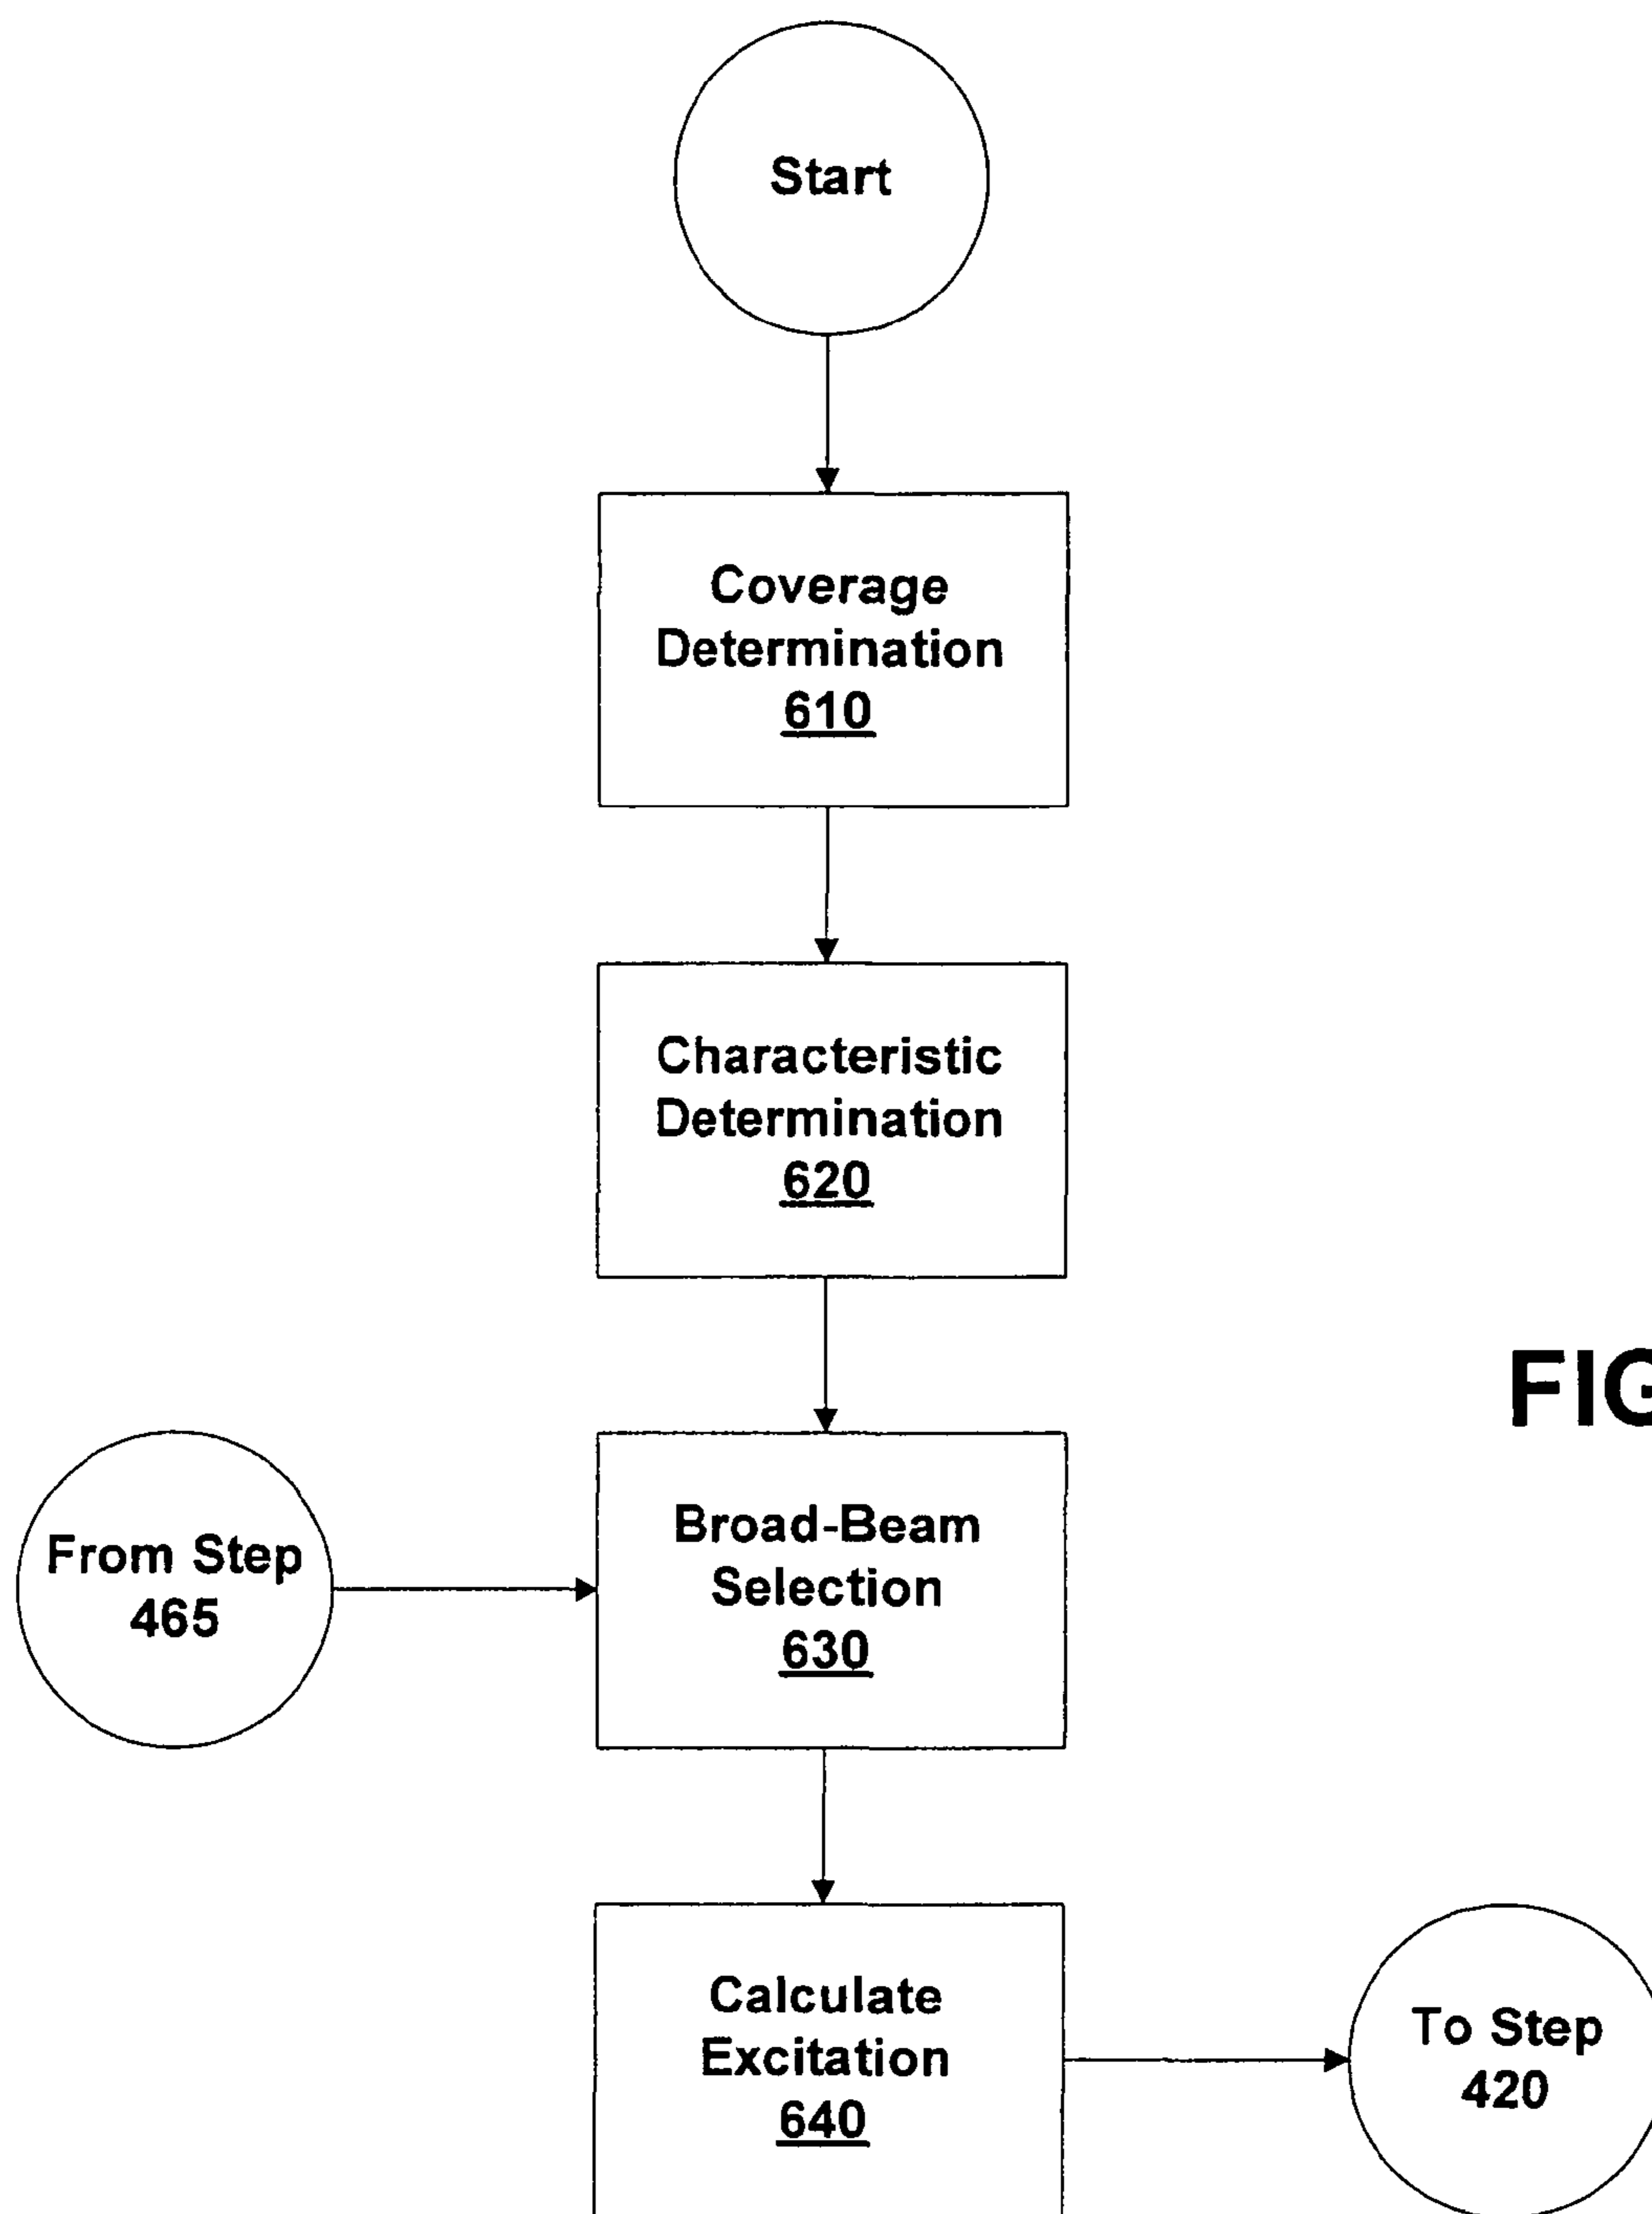 Start
Coverage
Determination
610
Characteristic
Determination
620
FIG
From Step
465
Broad-Beam
Selection
630
Calculate
Excitation
640
To Step
420